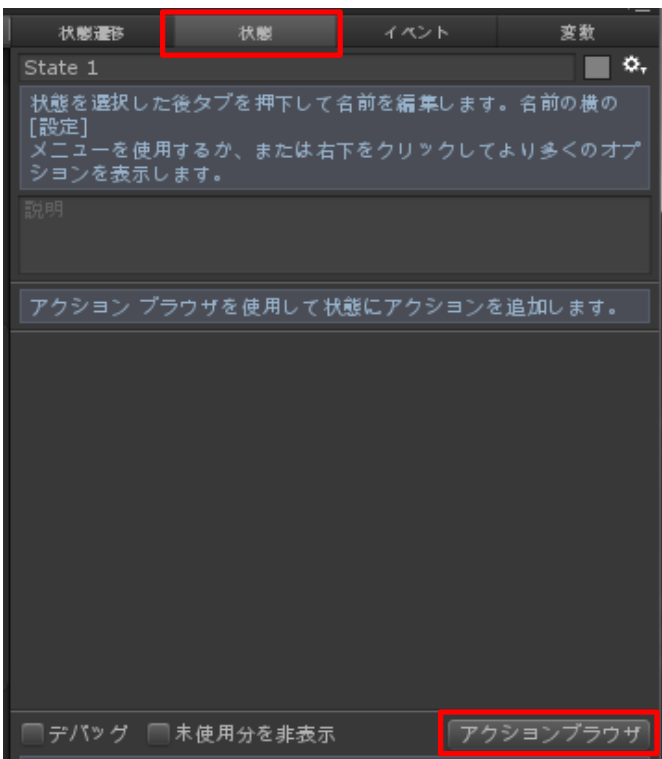 状態遷移 状態 イベント 変数
State 1
状態を選択した後タブを押下して名前を編集します。名前の横の
[設定]
メニューを使用するか、または右下をクリックしてより多くのオプ
ションを表示します。
説明
アクション ブラウザを使用して状態にアクションを追加します。
デバッグ 未使用分を非表示 アクションブラウザ